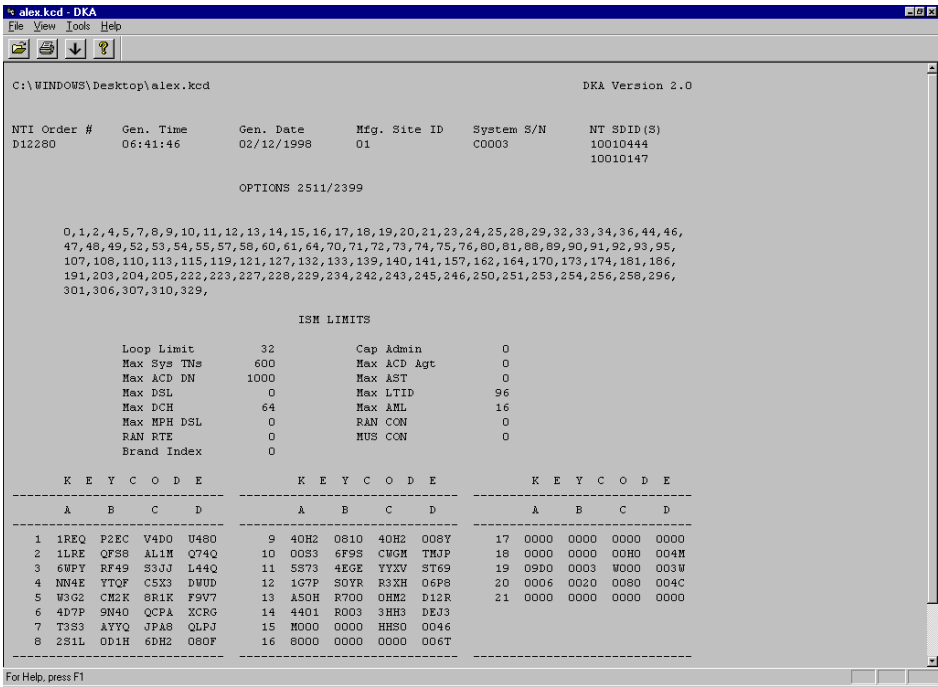 alex.kcd - DKA
File View Tools Help
C:\WINDOWS\Desktop\alex.kcd DKA Version 2.0
NTI Order # Gen. Time Gen. Date Mfg. Site ID System S/N NT SDID(S)
D12280 06:41:46 02/12/1998 01 C0003 10010444
10010147
OPTIONS 2511/2399
0,1,2,4,5,7,8,9,10,11,12,13,14,15,16,17,18,19,20,21,23,24,25,28,29,32,33,34,36,44,46,
47,48,49,52,53,54,55,57,58,60,61,64,70,71,72,73,74,75,76,80,81,88,89,90,91,92,93,95,
107,108,110,113,115,119,121,127,132,133,139,140,141,157,162,164,170,173,174,181,186,
191,203,204,205,222,223,227,228,229,234,242,243,245,246,250,251,253,254,256,258,296,
301,306,307,310,329,
ISM LIMITS
Loop Limit 32 Cap Admin 0
Max Sys TNs 600 Max ACD Agt 0
Max ACD DN 1000 Max AST 0
Max DSL 0 Max LTID 96
Max DCH 64 Max AML 16
Max MPH DSL 0 RAN CON 0
RAN RTE 0 MUS CON 0
Brand Index 0
K E Y C O D E K E Y C O D E K E Y C O D E
A B C D A B C D A B C D
1 1REQ P2EC V4D0 U480 9 40H2 0810 40H2 008Y 17 0000 0000 0000 0000
2 1LRE QFS8 AL1M Q74Q 10 00S3 6F9S CWGM TMJP 18 0000 0000 00H0 004M
3 6WPY RF49 S3JJ L44Q 11 5S73 4EGE YYXV ST69 19 09D0 0003 W000 003W
4 NN4E YTQF C5X3 DWUD 12 1G7P S0YR R3XH 06P8 20 0006 0020 0080 004C
5 W3G2 CM2K 8R1K F9V7 13 A50H R700 0HM2 D12R 21 0000 0000 0000 0000
6 4D7P 9N40 QCPA XCRG 14 4401 R003 3HH3 DEJ3
7 T3S3 AYYQ JPA8 QLPJ 15 M000 0000 HHS0 0046
8 2S1L 0D1H 6DH2 080F 16 8000 0000 0000 006T
For Help, press F1